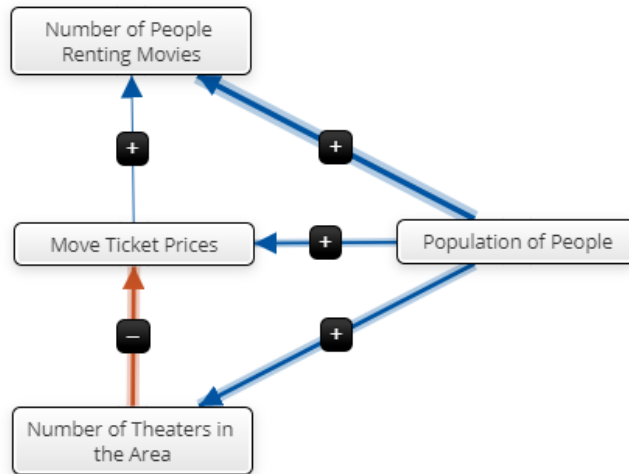 Number of People
Renting Movies
+
+
Move Ticket Prices
+
Population of People
–
+
Number of Theaters in
the Area